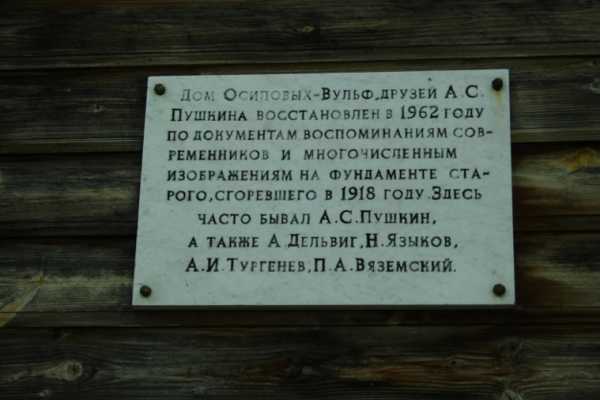 Дом Осиповых-Вульф, друзей А.С.
Пушкина восстановлен в 1962 году
по документам воспоминаниям сов-
ременников и многочисленным
изображениям на фундаменте ста-
рого, сгоревшего в 1918 году. Здесь
часто бывал А.С. Пушкин,
а также А. Дельвиг, Н. Языков,
А.И. Тургенев, П.А. Вяземский.